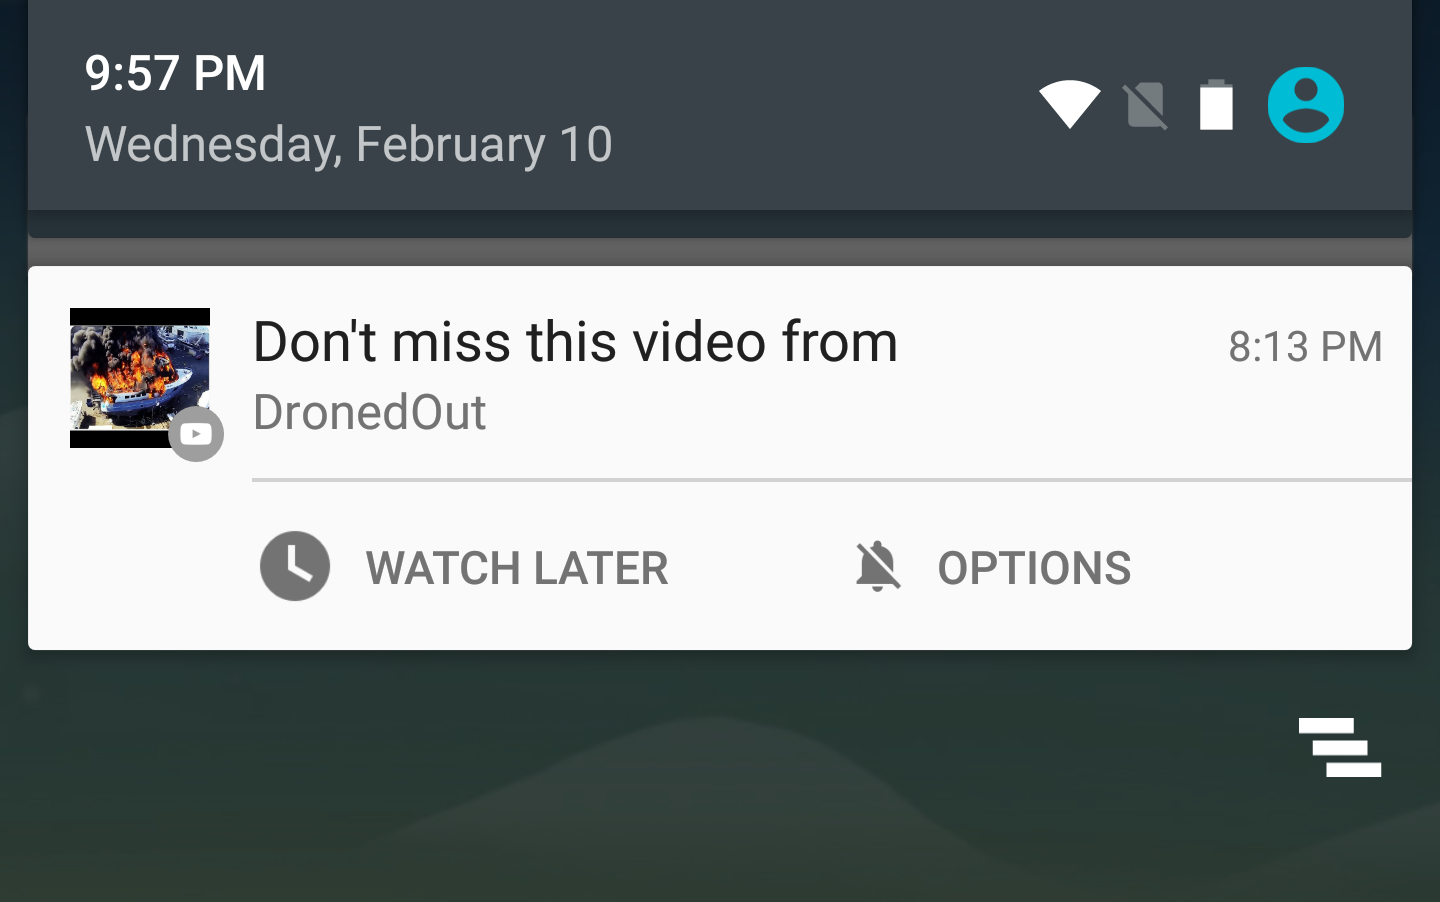 9:57 PM
Wednesday, February 10
Don't miss this video from
8:13 PM
DronedOut
WATCH LATER
OPTIONS